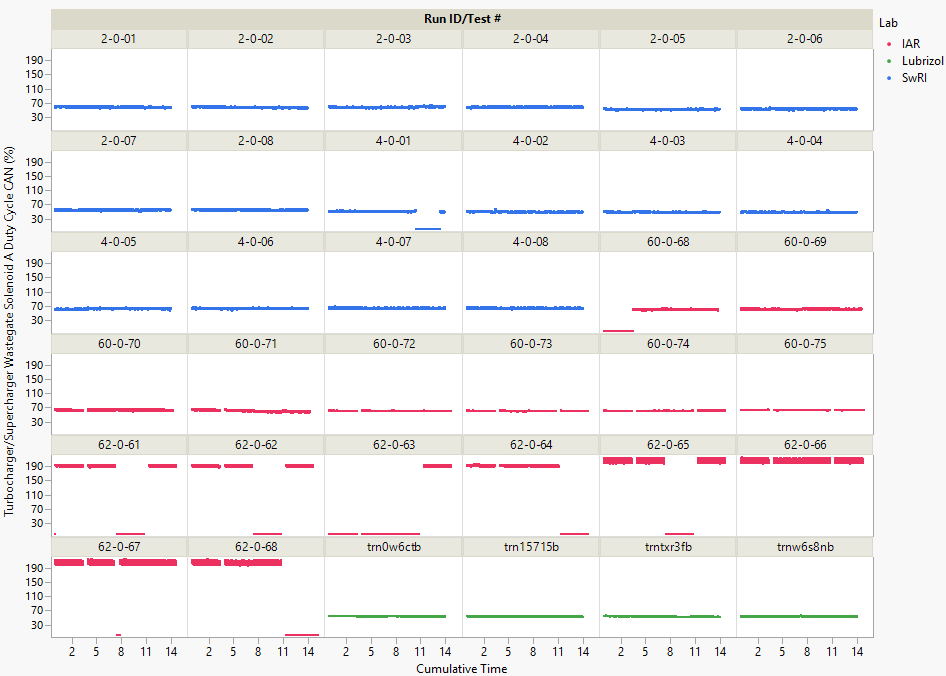 Run ID/Test #
2-0-01 2-0-02 2-0-03 2-0-04 2-0-05 2-0-06
190
150
110
70
30
2-0-07 2-0-08 4-0-01 4-0-02 4-0-03 4-0-04
190
150
110
70
30
4-0-05 4-0-06 4-0-07 4-0-08 60-0-68 60-0-69
190
150
110
70
30
60-0-70 60-0-71 60-0-72 60-0-73 60-0-74 60-0-75
190
150
110
70
30
62-0-61 62-0-62 62-0-63 62-0-64 62-0-65 62-0-66
190
150
110
70
30
62-0-67 62-0-68 trn0w6ctb trn15715b trntxr3fb trnw6s8nb
190
150
110
70
30
2 5 8 11 14 2 5 8 11 14 2 5 8 11 14 2 5 8 11 14 2 5 8 11 14 2 5 8 11 14
Cumulative Time
Turbocharger/Supercharger Wastegate Solenoid A Duty Cycle CAN (%)
Lab
IAR
Lubrizol
SwRI